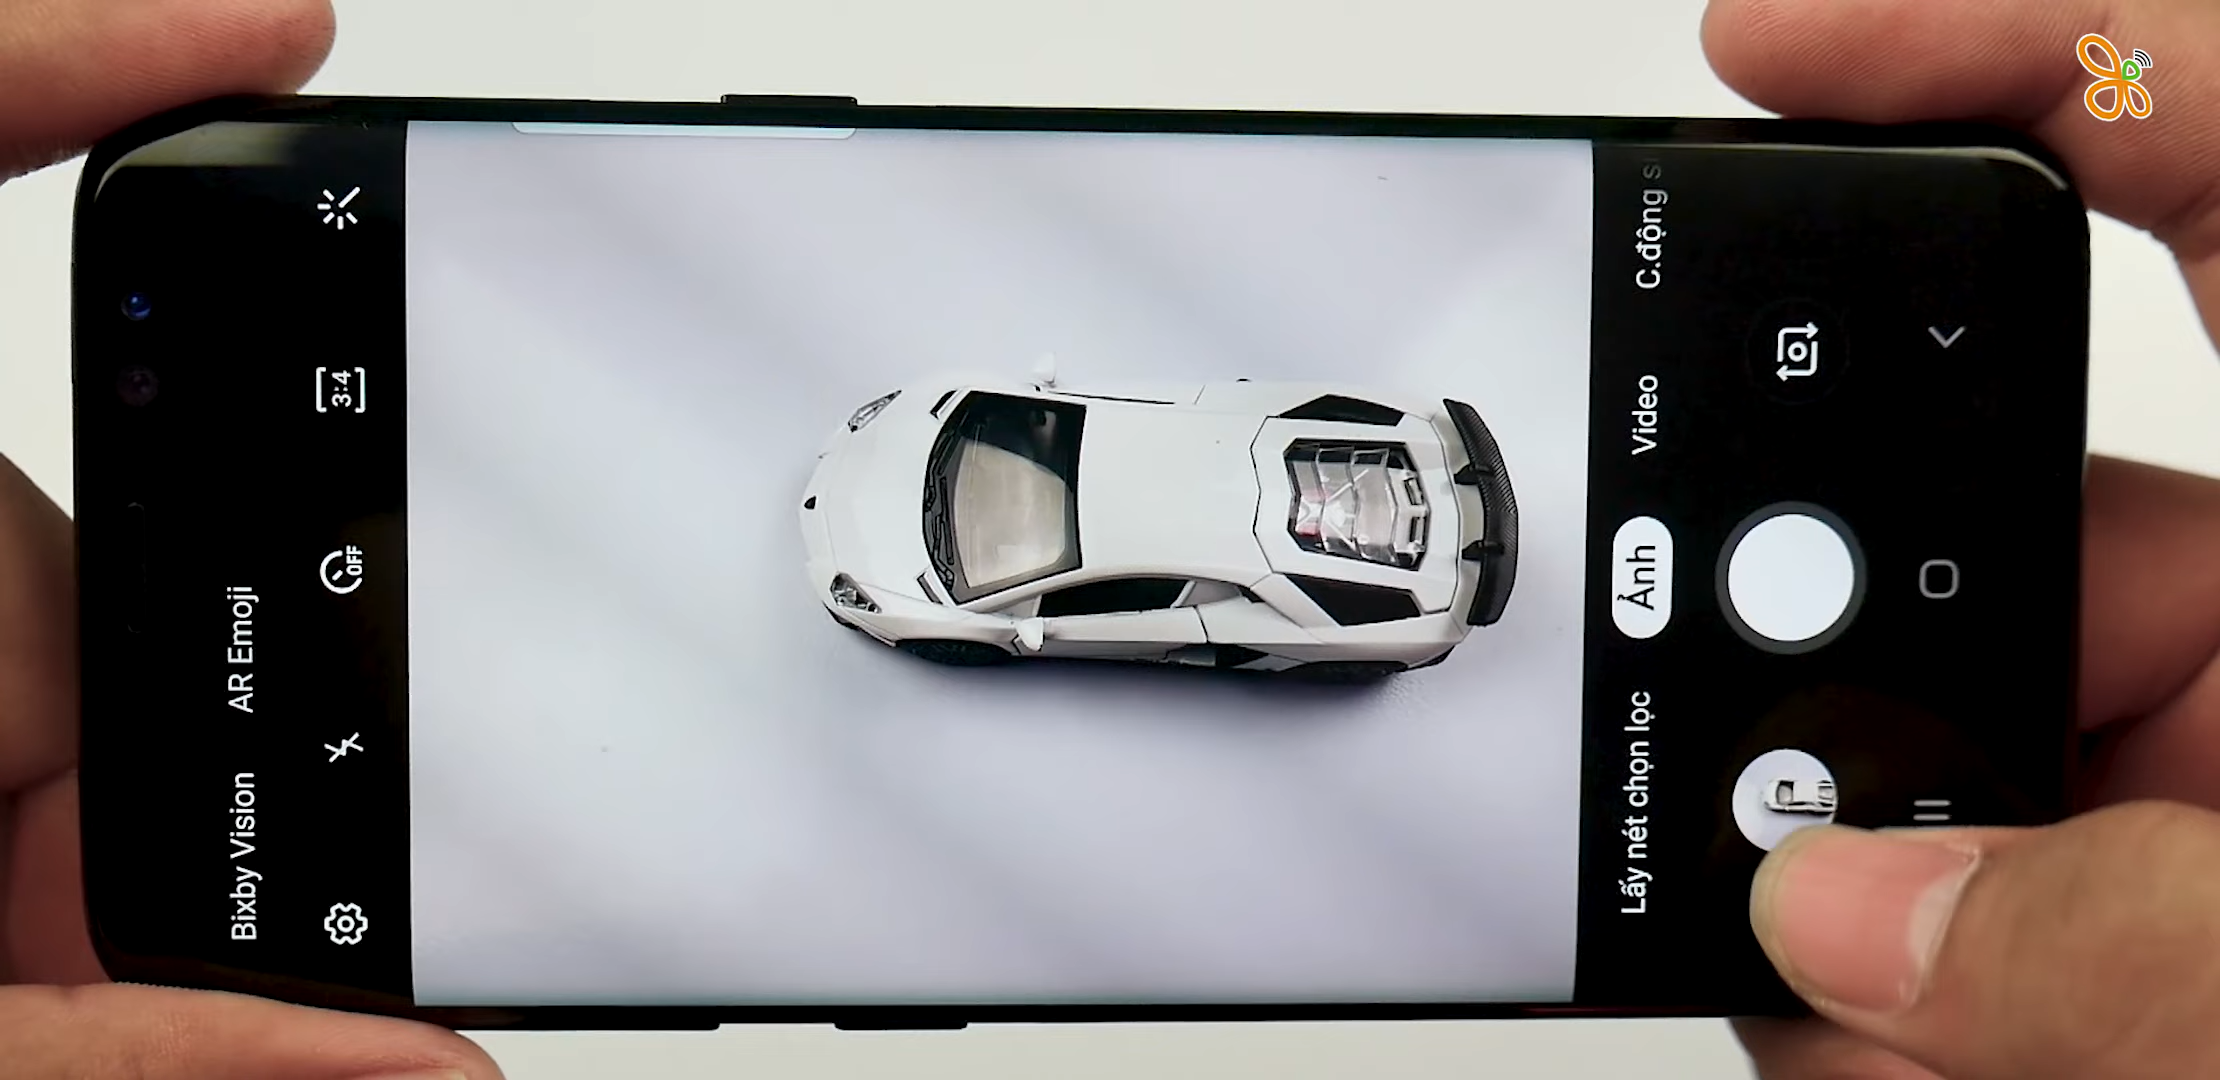 Bixby Vision AR Emoji
OFF
3:4
Lấy nét chọn lọc Ảnh Video C.động